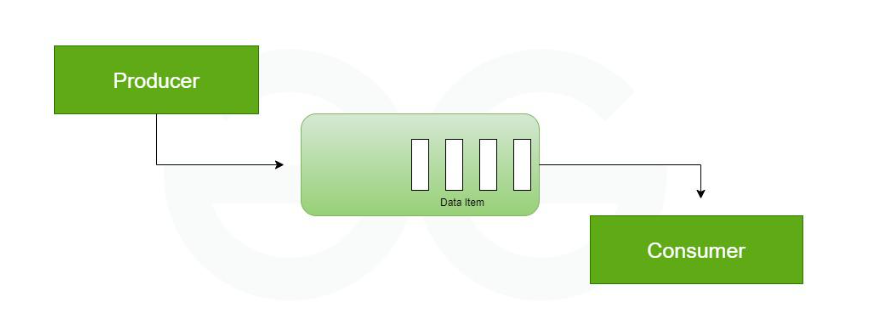 Producer
Data Item
Consumer